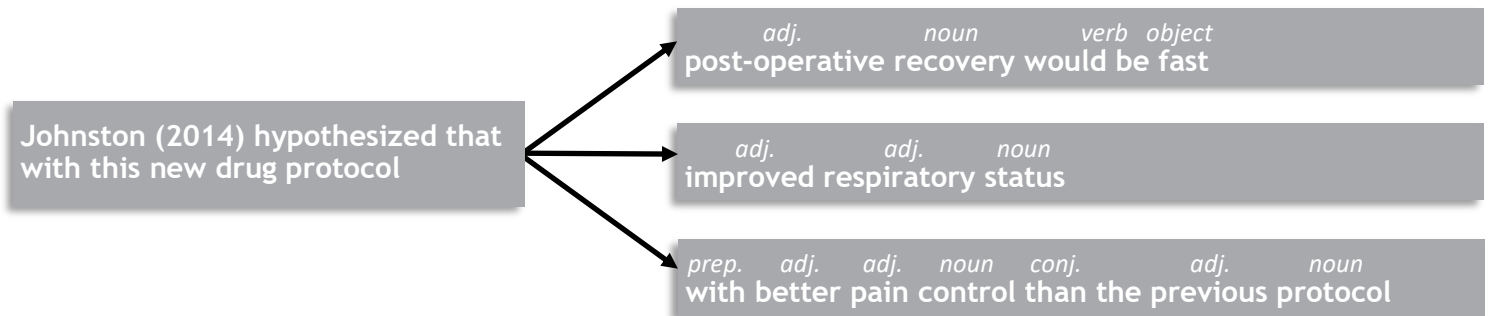 Johnston (2014) hypothesized that
with this new drug protocol
adj. noun verb object
post-operative recovery would be fast
adj. adj. noun
improved respiratory status
prep. adj. adj. noun conj. adj. noun
with better pain control than the previous protocol